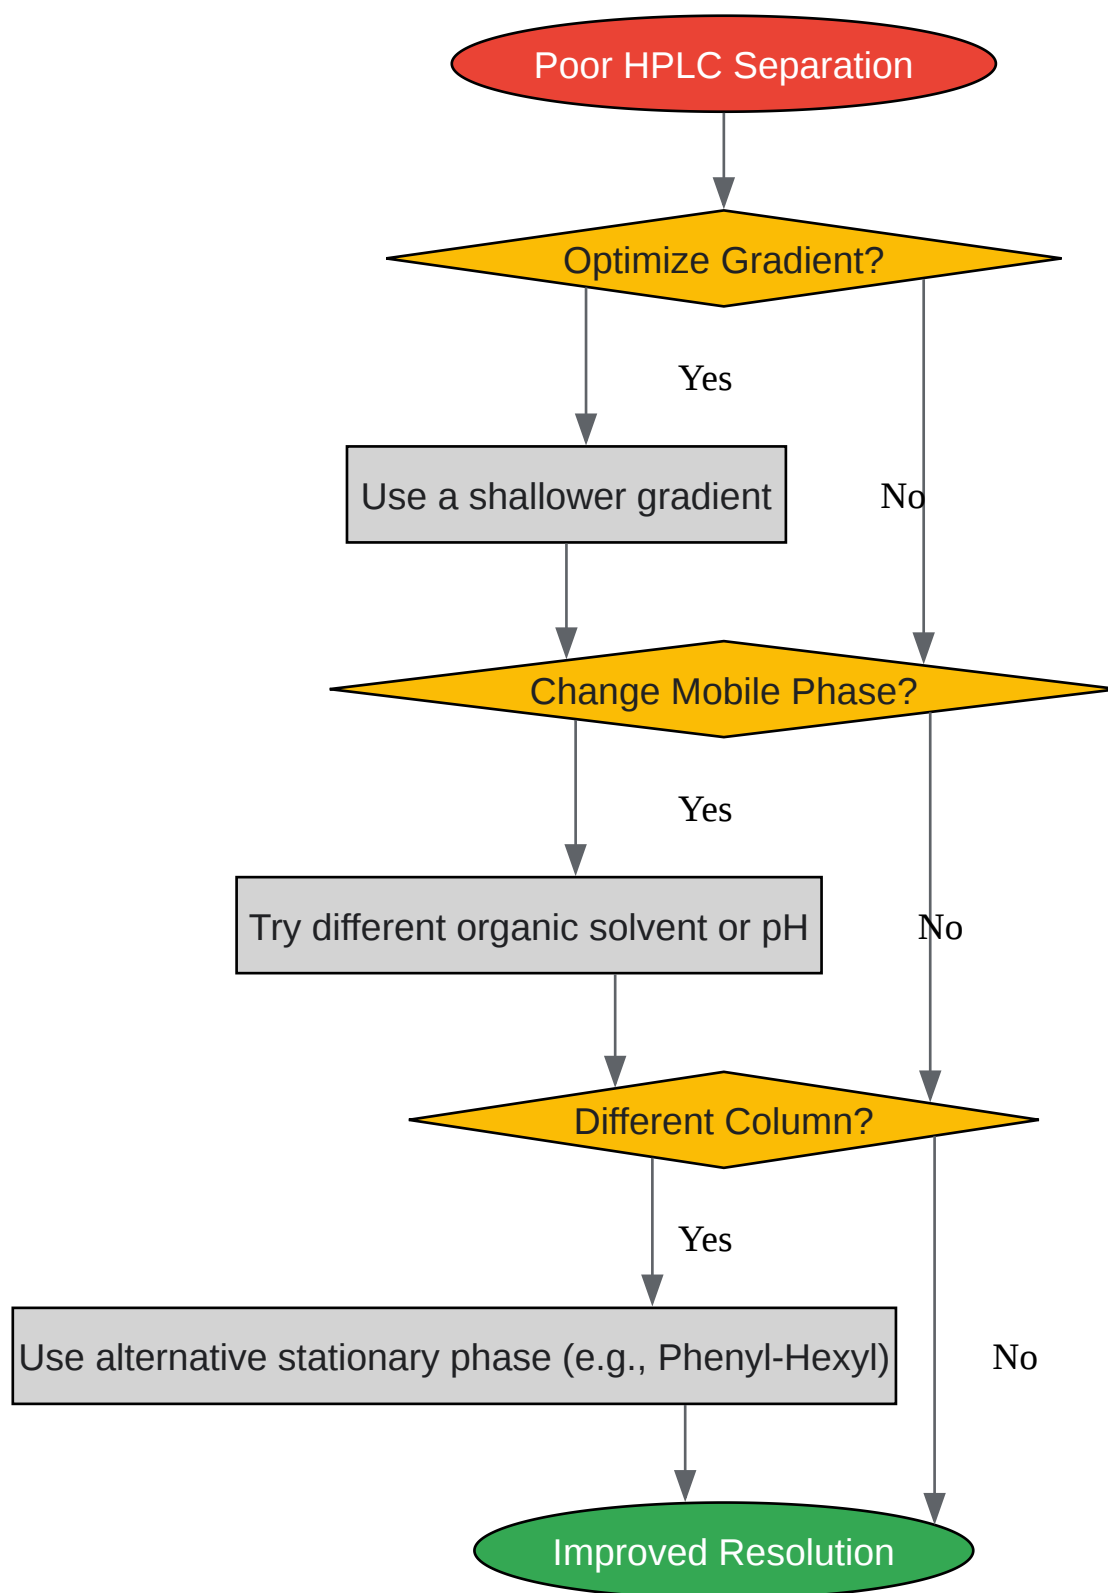 Poor HPLC Separation
Optimize Gradient?
Yes
Use a shallower gradient
No
Change Mobile Phase?
Yes
Try different organic solvent or pH
No
Different Column?
Yes
Use alternative stationary phase (e.g., Phenyl-Hexyl)
No
Improved Resolution